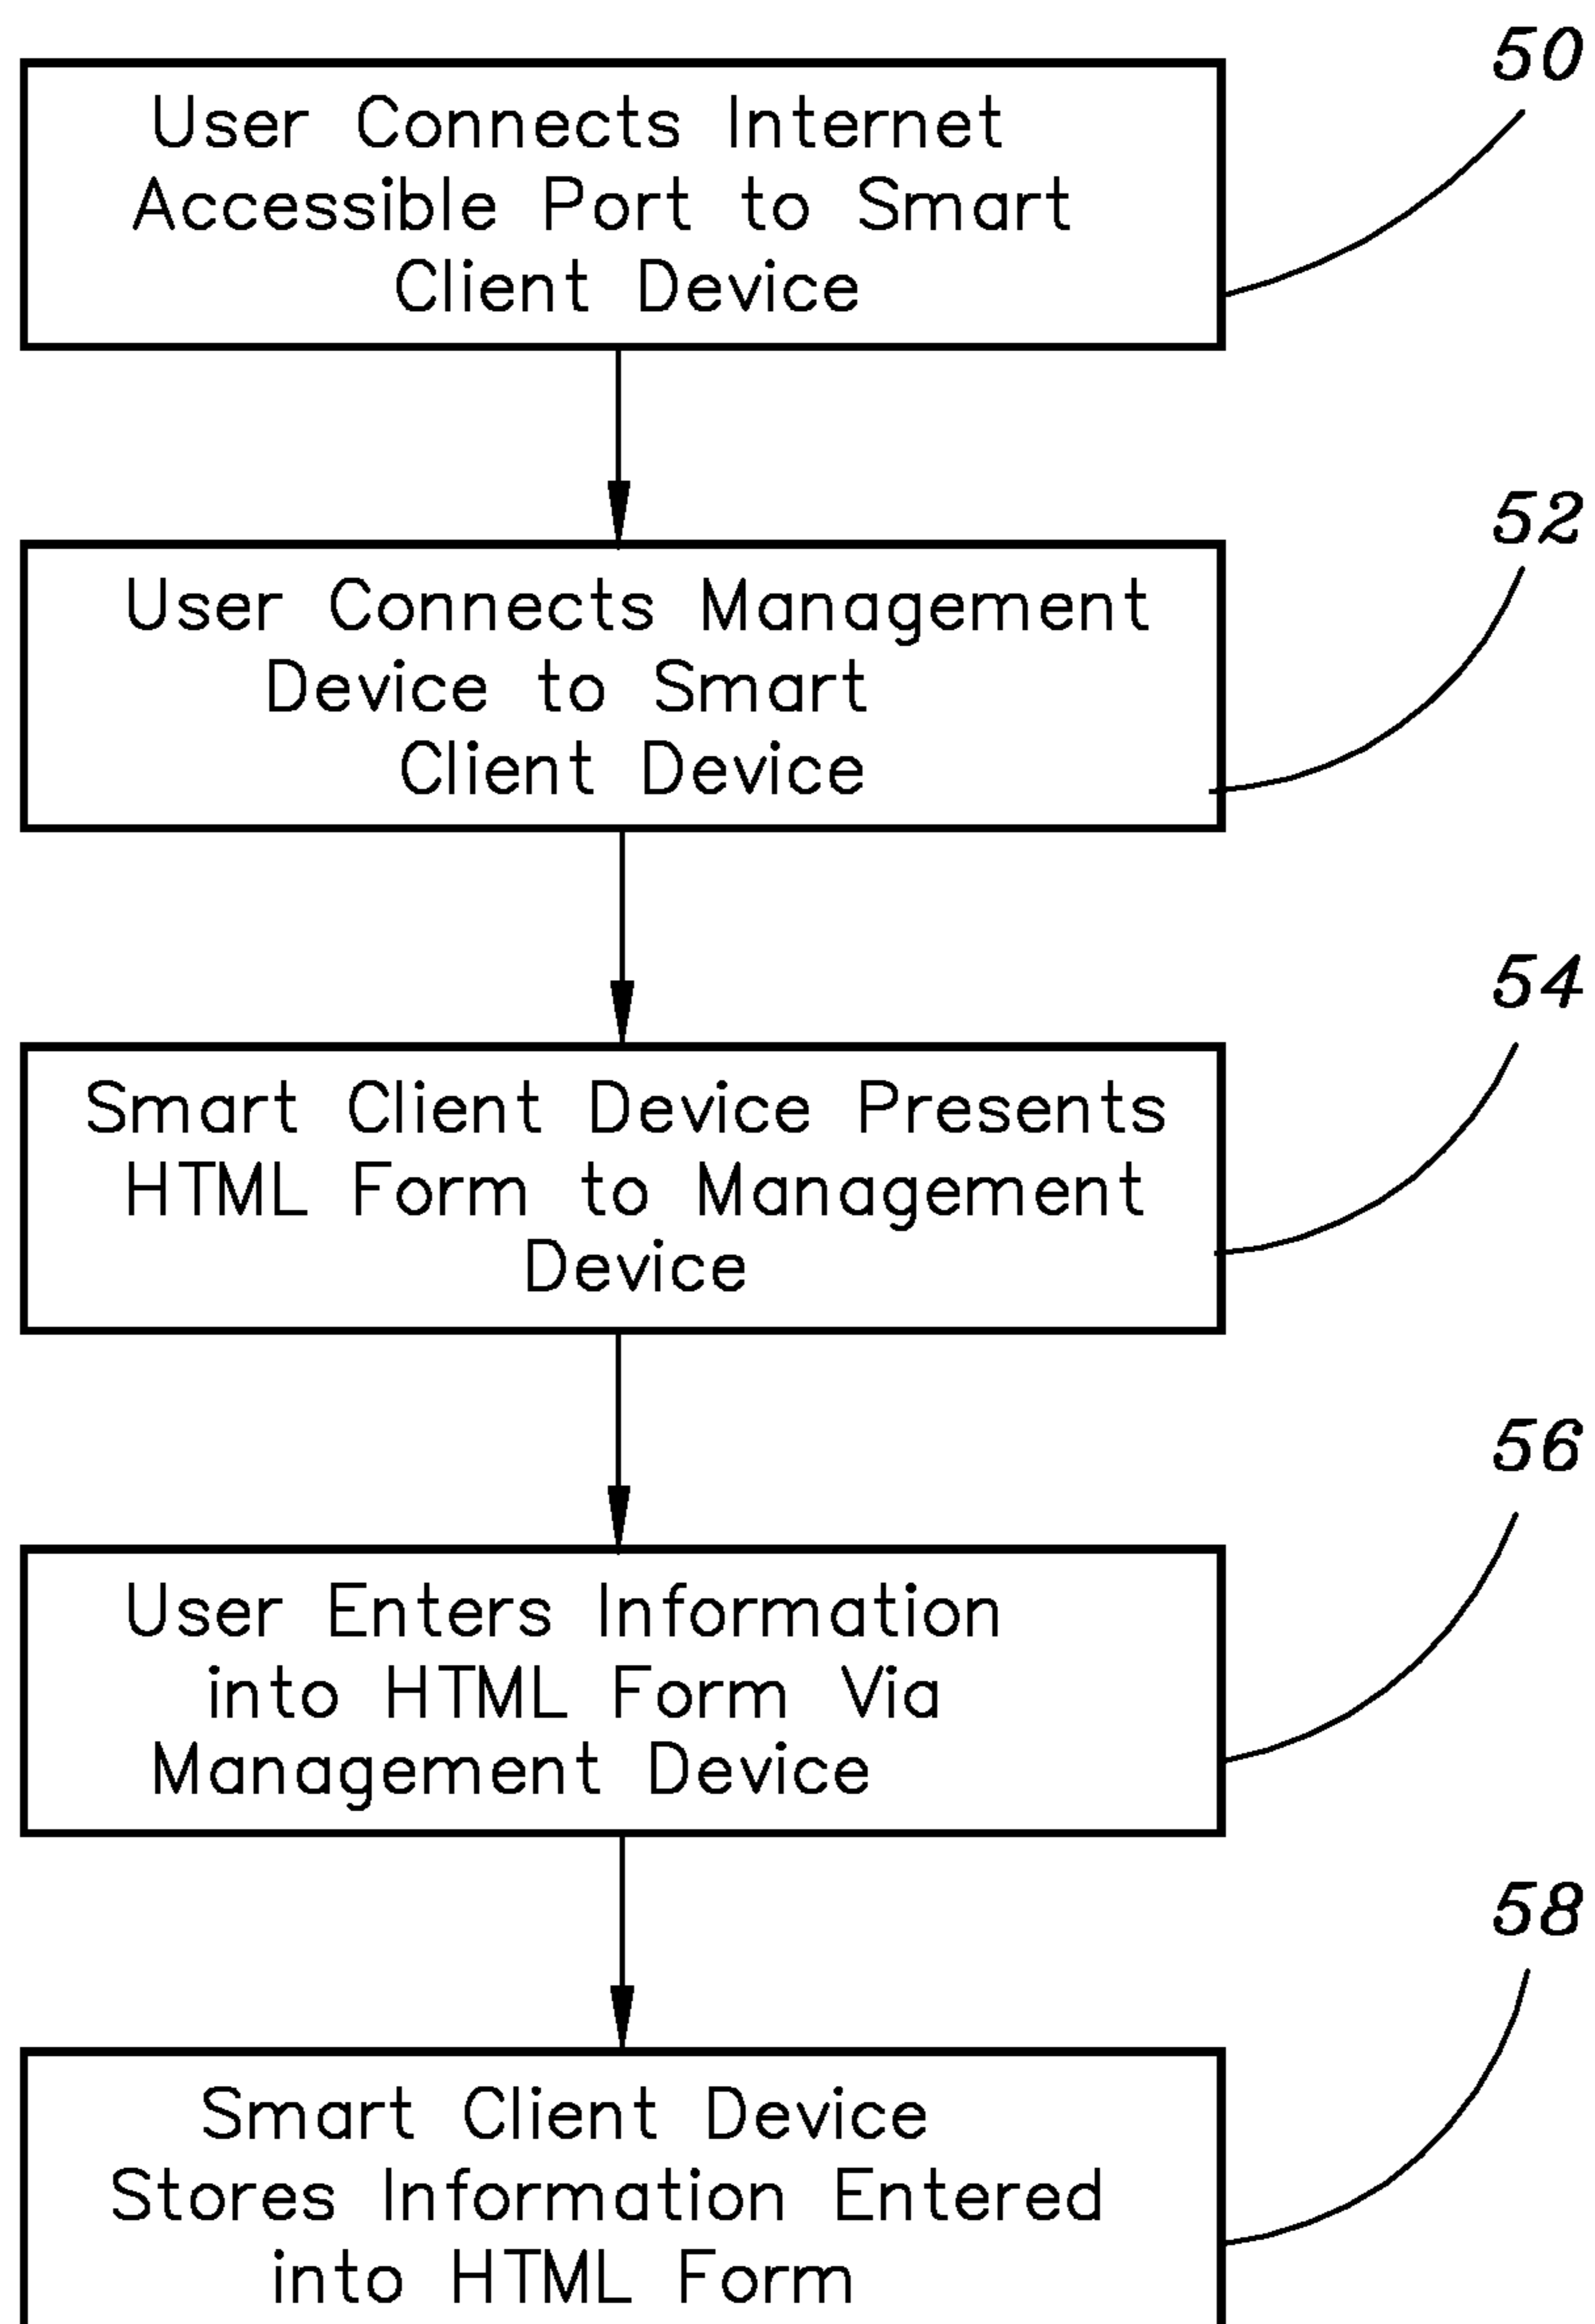 50
User Connects Internet
Accessible Port to Smart
Client Device
52
User Connects Management
Device to Smart
Client Device
54
Smart Client Device Presents
HTML Form to Management
Device
56
User Enters Information
into HTML Form Via
Management Device
58
Smart Client Device
Stores Information Entered
into HTML Form